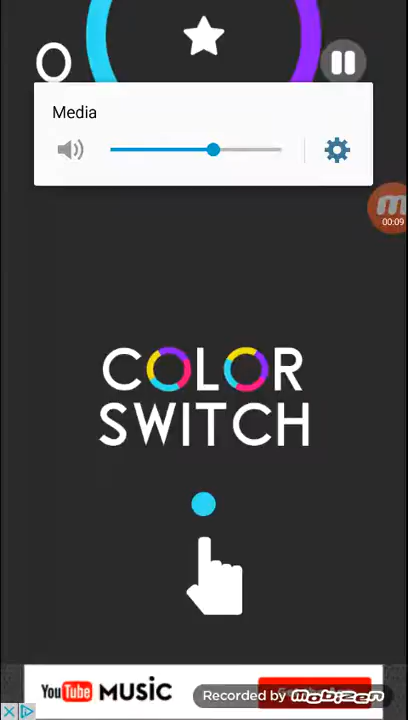 0
Media
00:09
COLOR
SWITCH
YouTube MUSIC
Recorded by mobizen